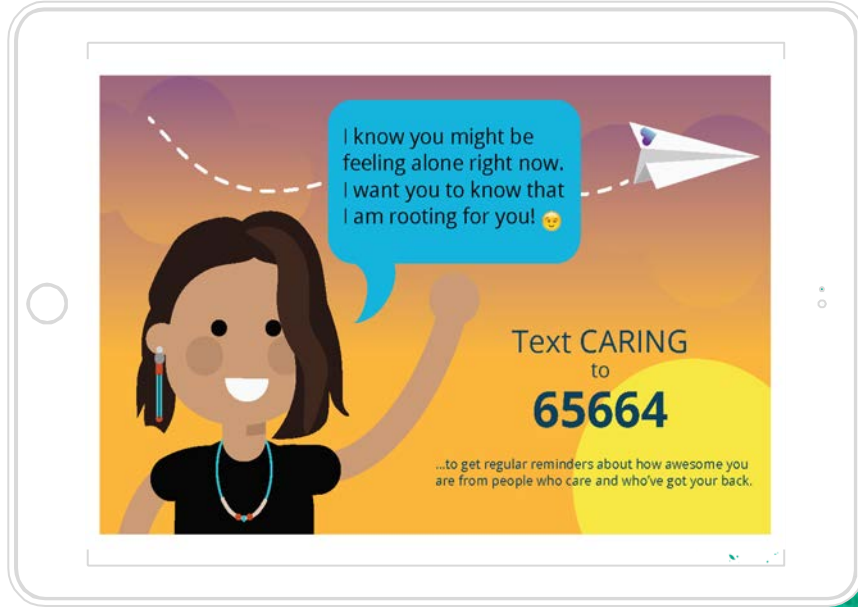 I know you might be
feeling alone right now.
I want you to know that
I am rooting for you! 😉
Text CARING
to
65664
...to get regular reminders about how awesome you
are from people who care and who've got your back.